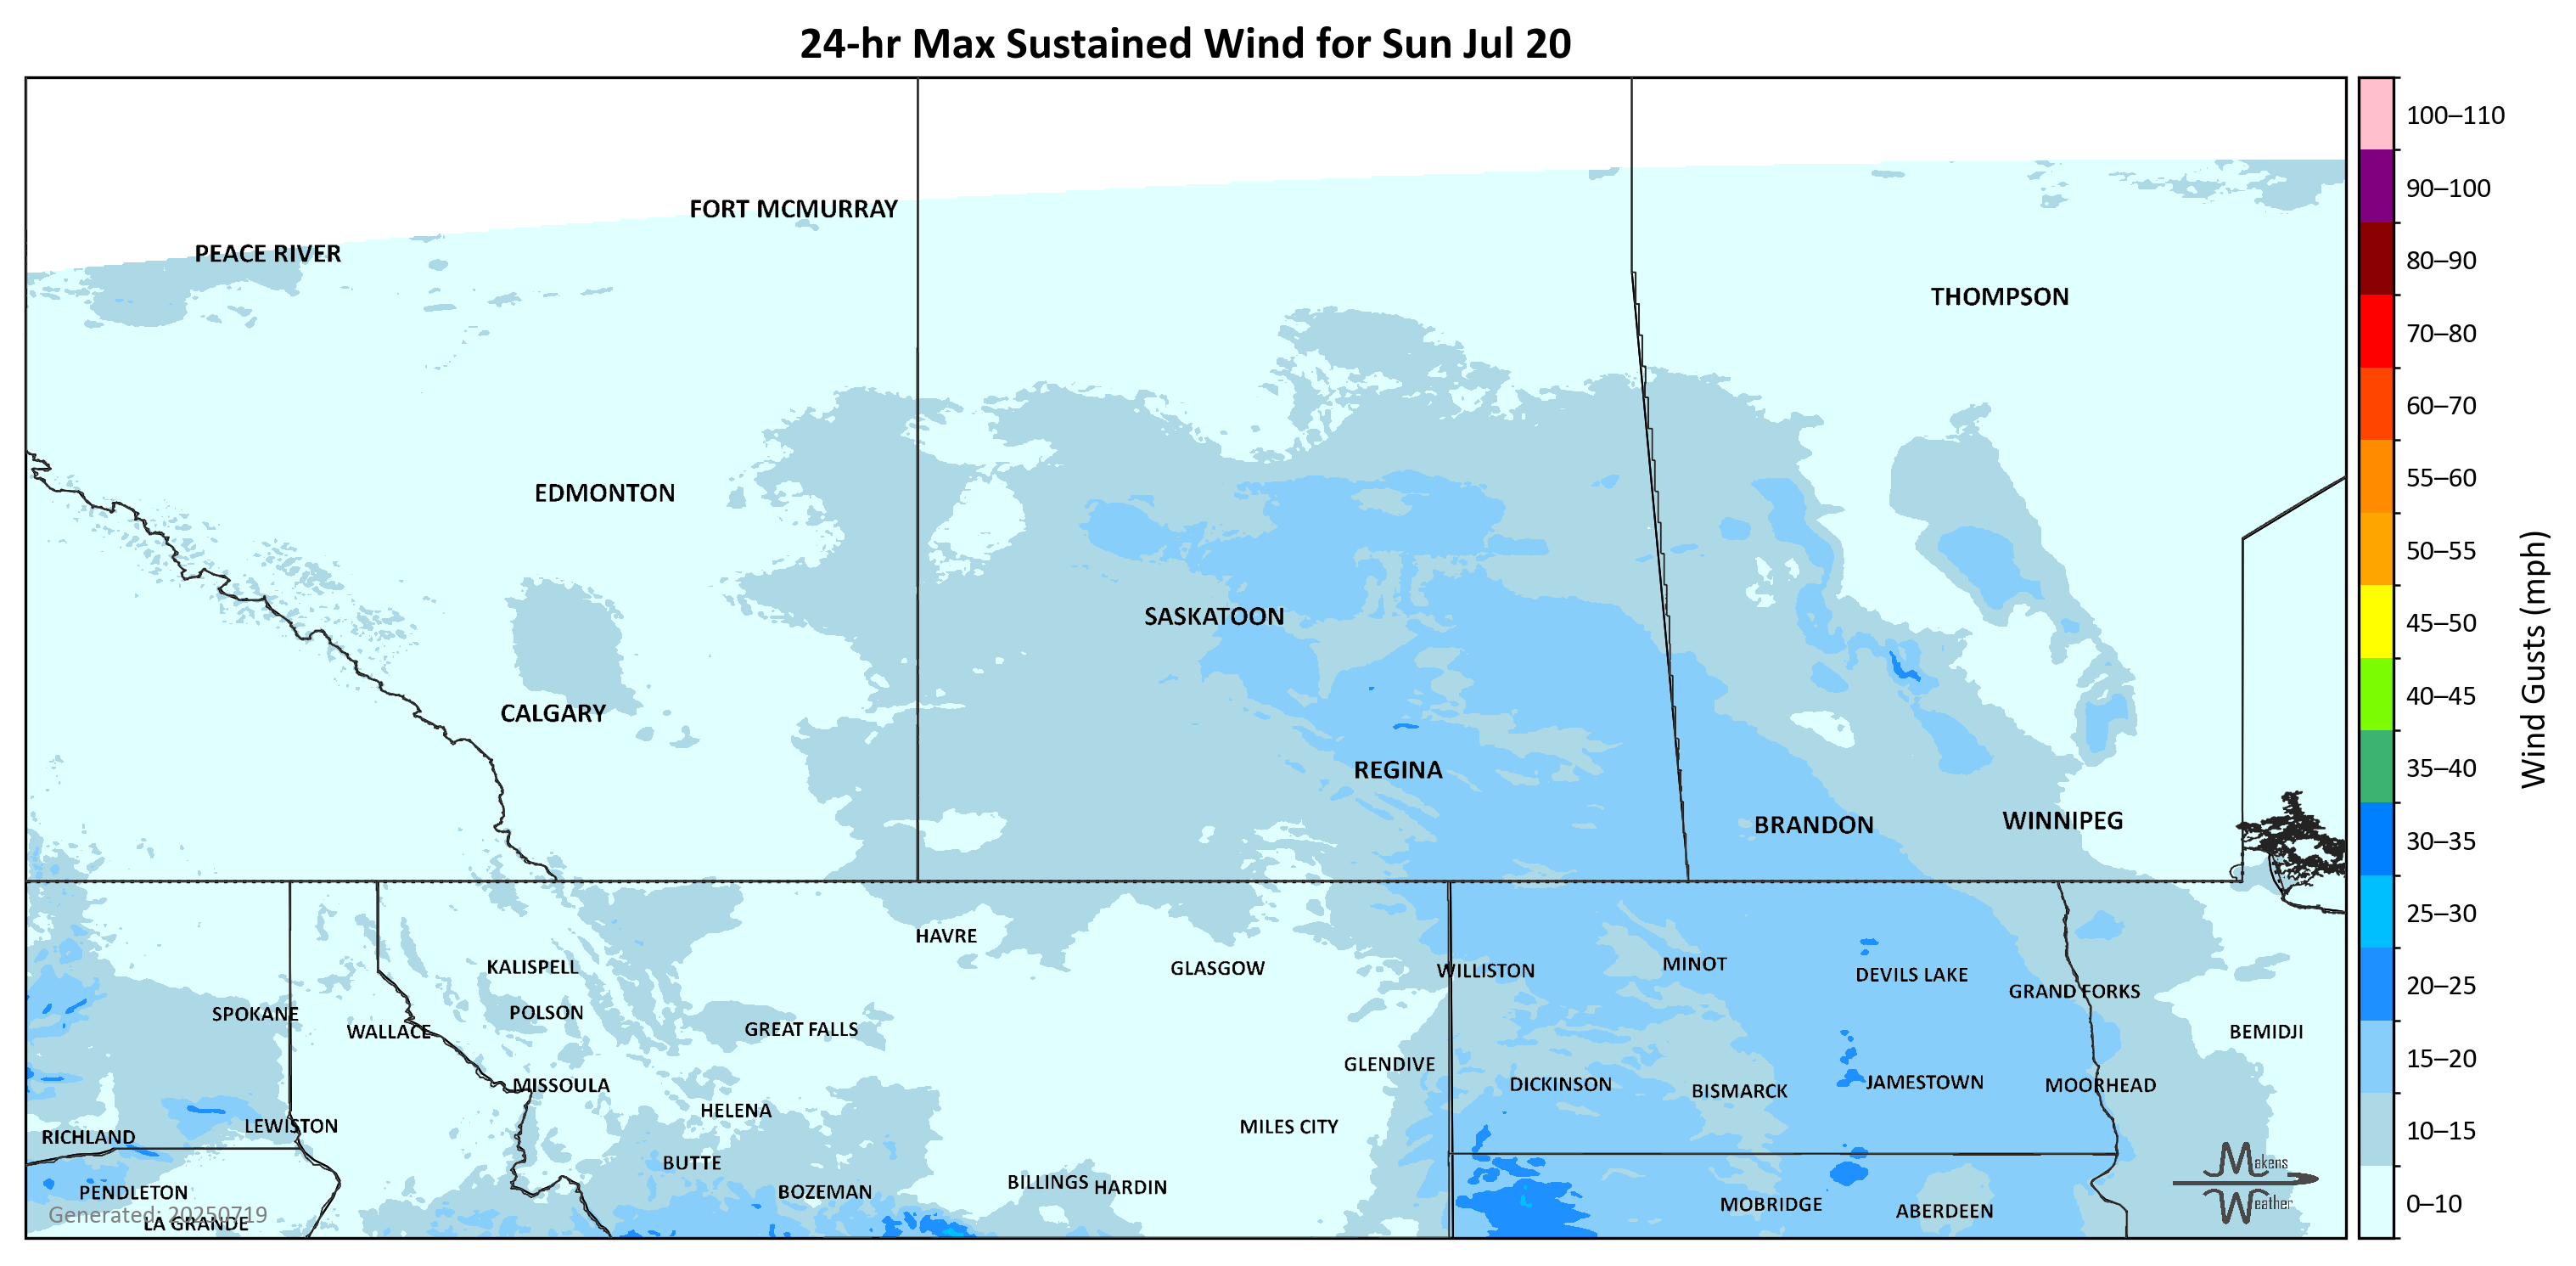 24-hr Max Sustained Wind for Sun Jul 20
100–110
90–100
80–90
70–80
60–70
55–60
50–55
45–50
40–45
35–40
30–35
25–30
20–25
15–20
10–15
0–10
Wind Gusts (mph)
FORT MCMURRAY
PEACE RIVER
THOMPSON
EDMONTON
SASKATOON
CALGARY
REGINA
BRANDON
WINNIPEG
HAVRE
KALISPELL
GLASGOW
WILLISTON
MINOT
DEVILS LAKE
GRAND FORKS
SPOKANE
POLSON
WALLACE
GREAT FALLS
BEMIDJI
GLENDIVE
MISSOULA
DICKINSON
BISMARCK
JAMESTOWN
MOORHEAD
HELENA
LEWISTON
MILES CITY
RICHLAND
BUTTE
BOZEMAN
BILLINGS
HARDIN
PENDLETON
MOBRIDGE
ABERDEEN
Generated: 20250719
LA GRANDE
Makens
Weather